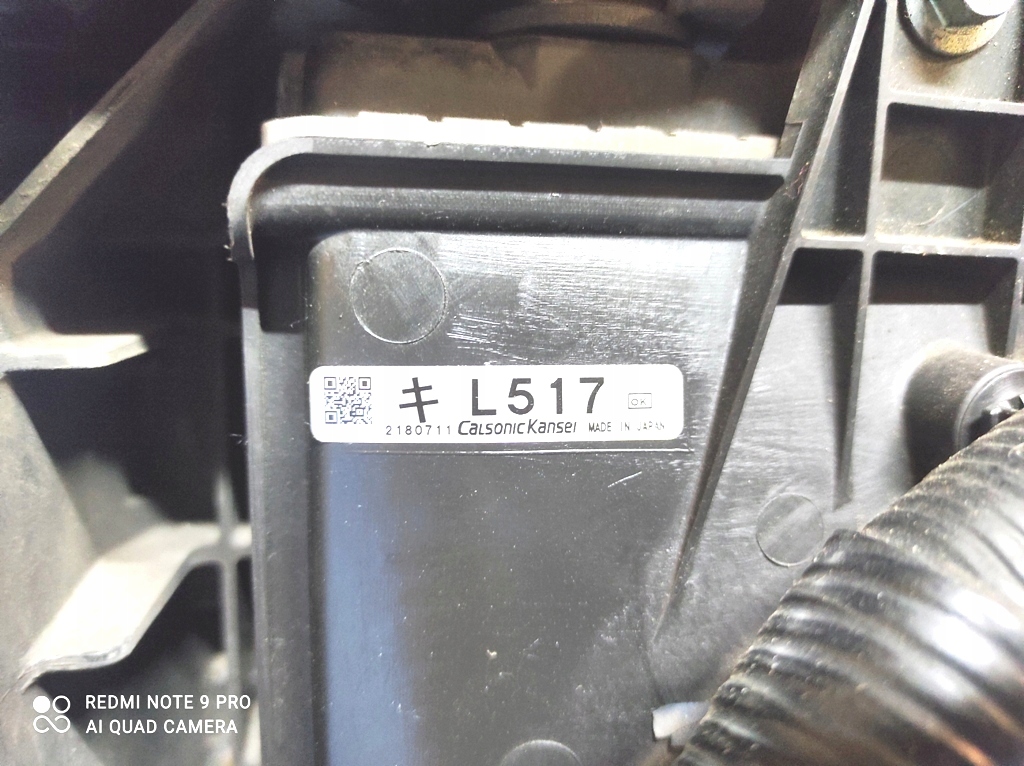 キ L517 OK
2180711 CalsonicKansei MADE IN JAPAN
REDMI NOTE 9 PRO
AI QUAD CAMERA